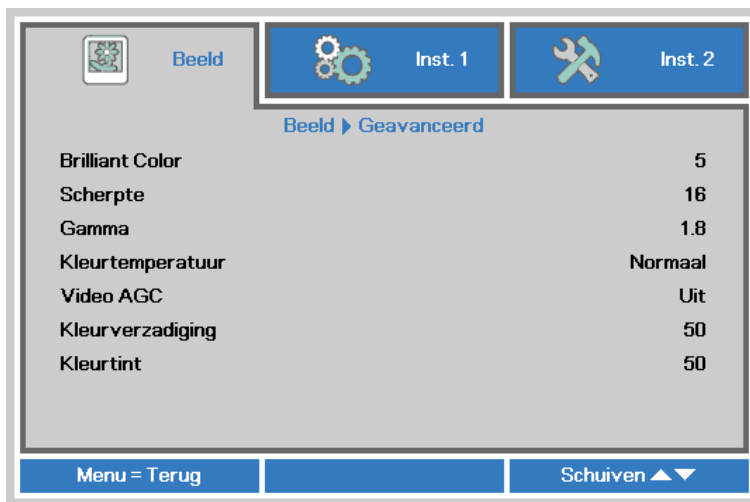 Beeld Inst. 1 Inst. 2
Beeld Geavanceerd
Brilliant Color 5
Scherpte 16
Gamma 1.8
Kleurtemperatuur Normaal
Video AGC Uit
Kleurverzadiging 50
Kleurtint 50
Menu = Terug Schuiven ▲▼